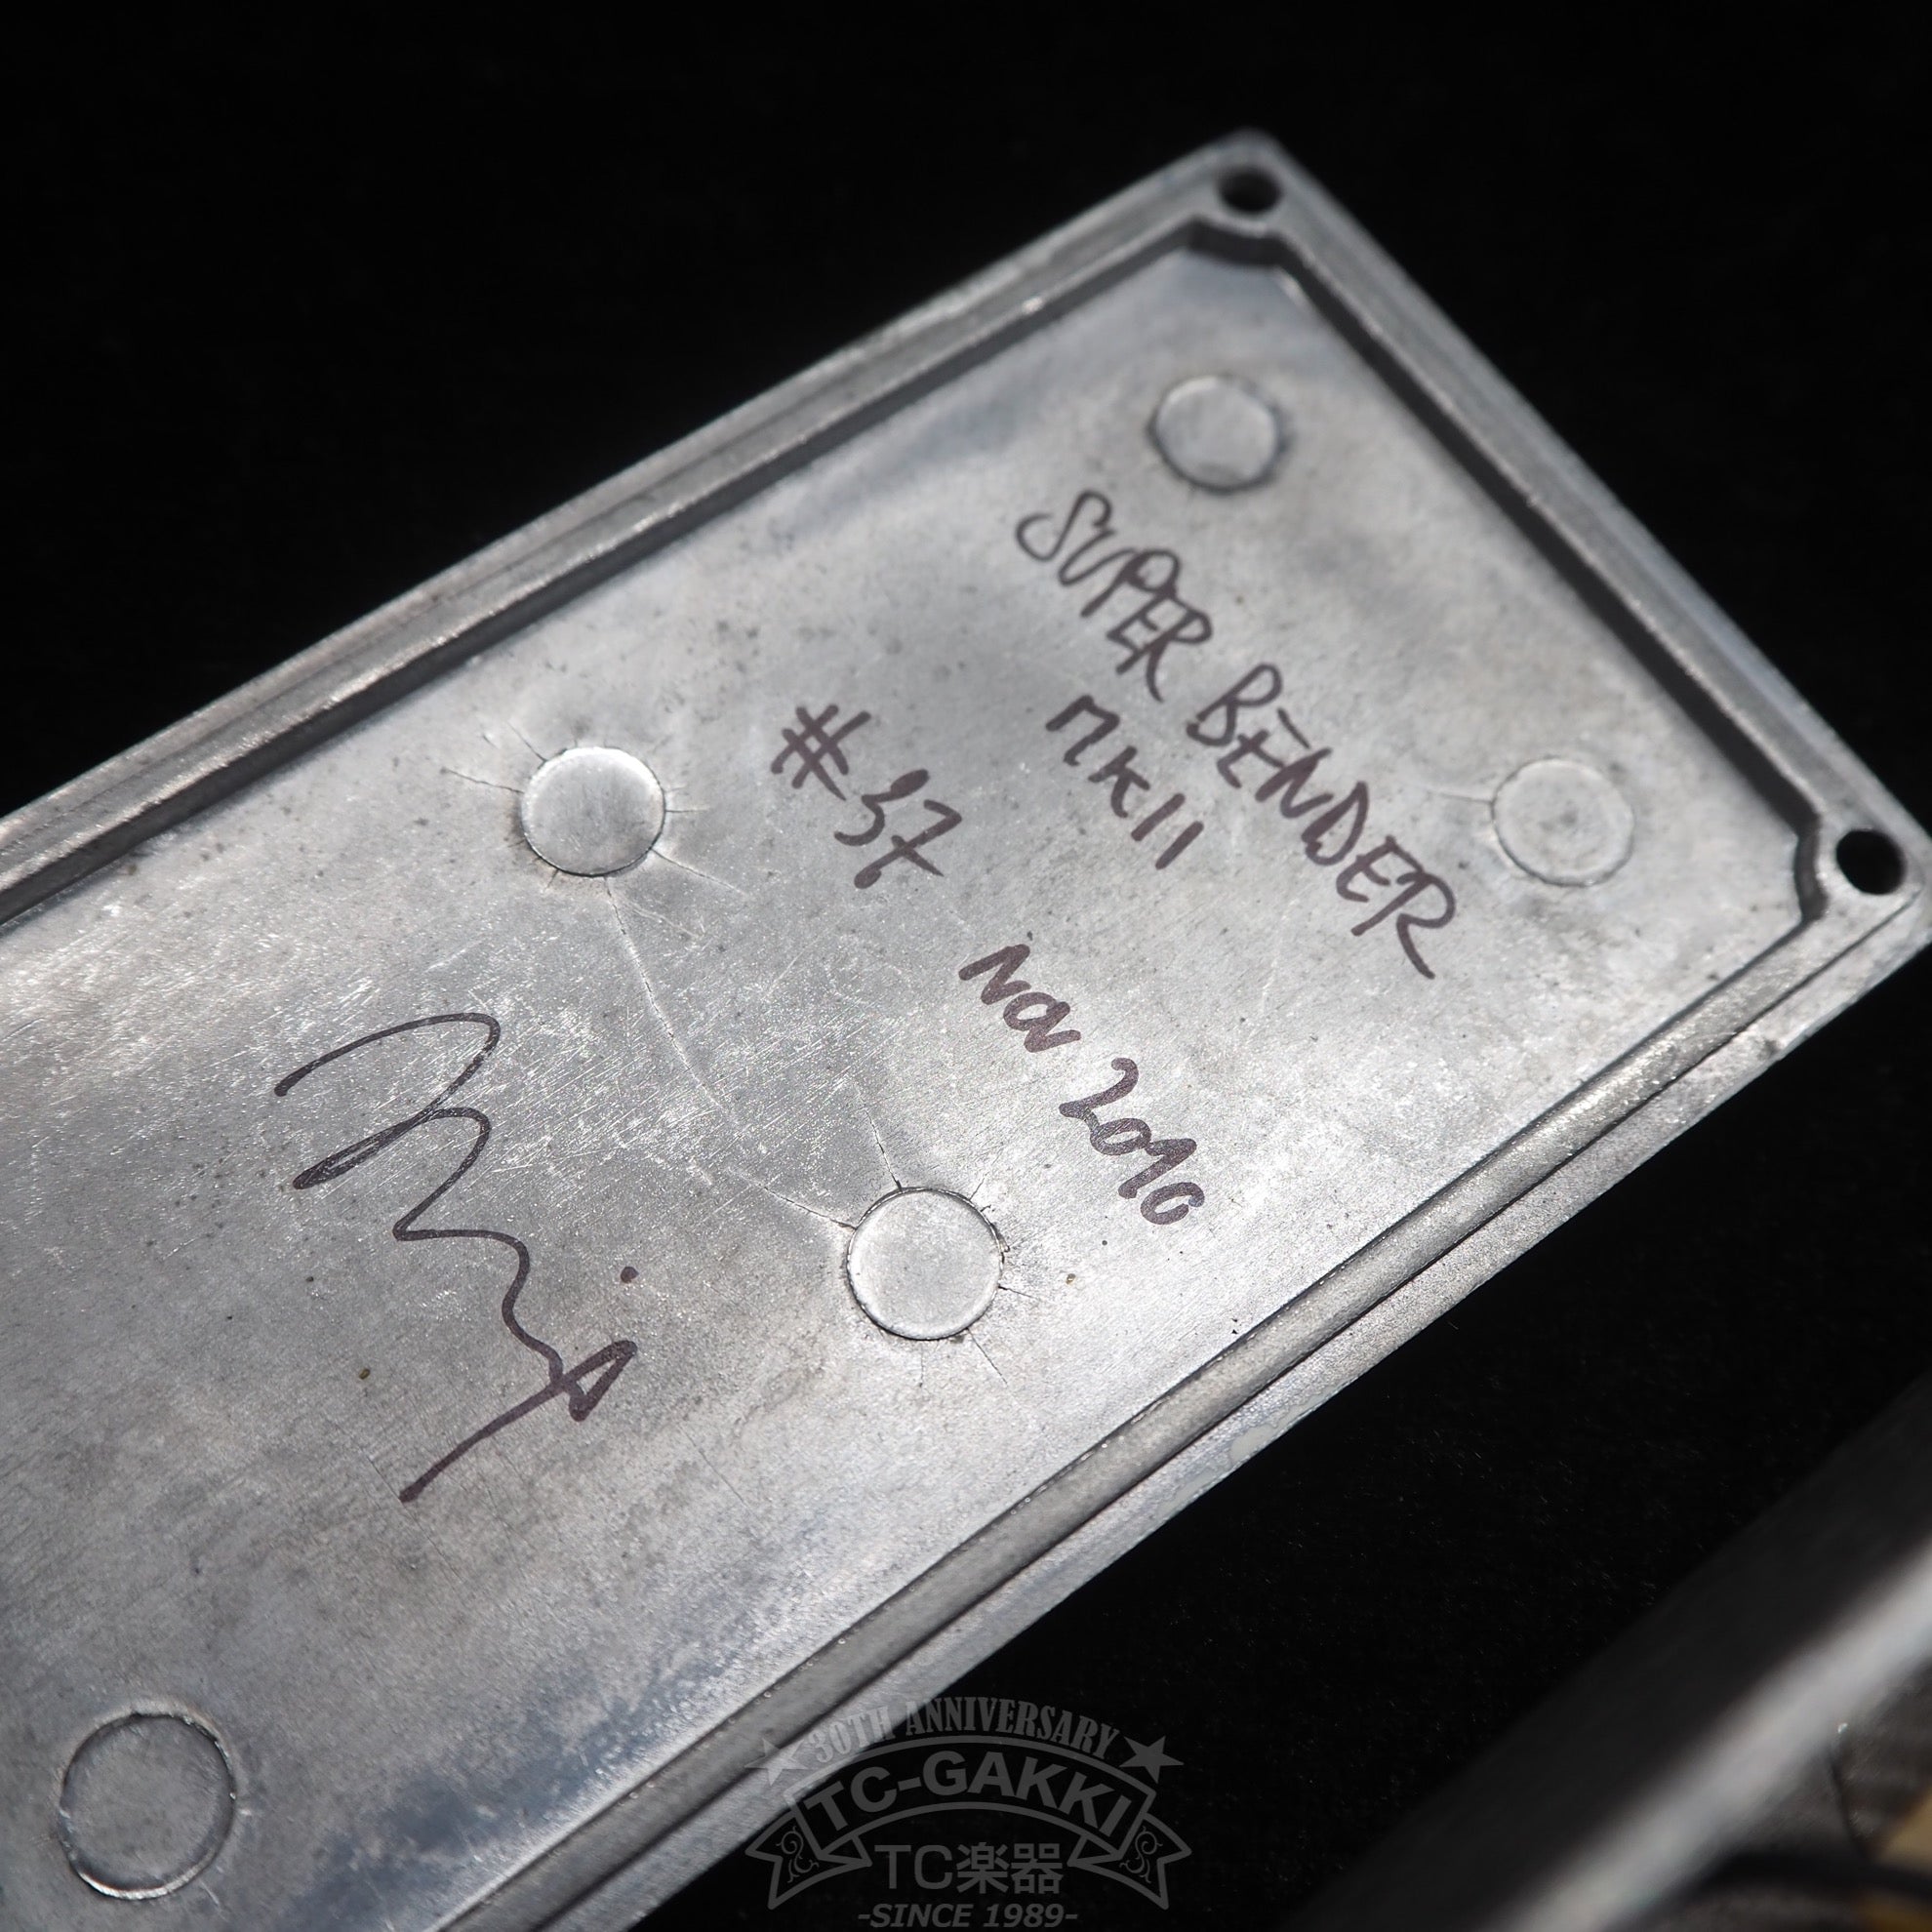 SUPER BENDER
MKII
#37
Nov 2010
30TH ANNIVERSARY
TC-GAKKI
TC楽器
-SINCE 1989-